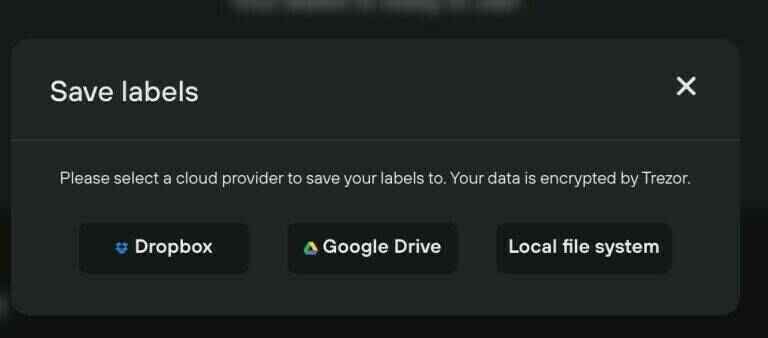 Save labels
Please select a cloud provider to save your labels to. Your data is encrypted by Trezor.
Dropbox
Google Drive
Local file system